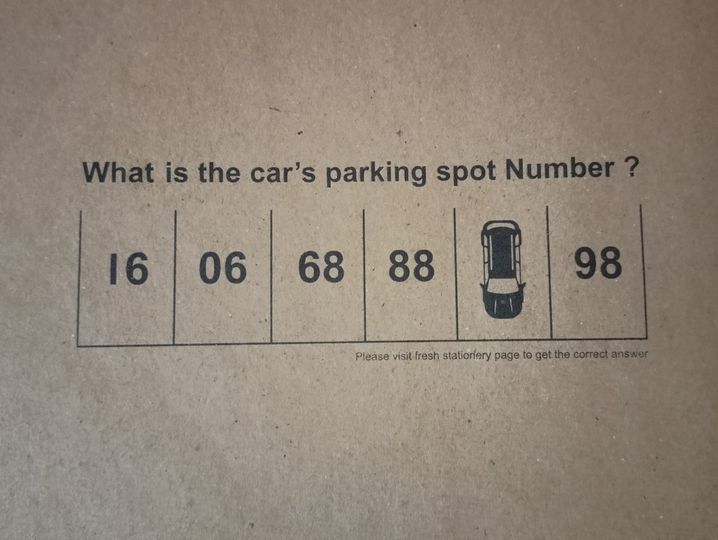 What is the car's parking spot Number ?
16 06 68 88 98
Please visit fresh stationery page to get the correct answer